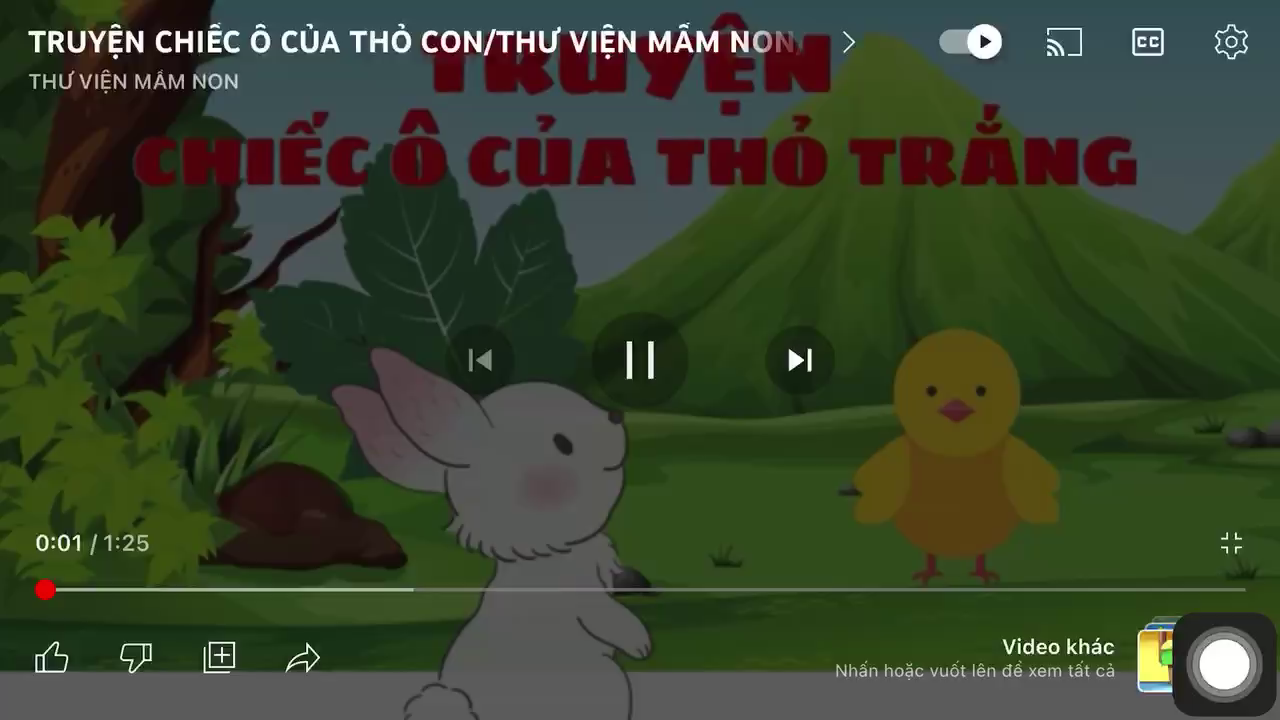 TRUYỆN CHIẾC Ô CỦA THỎ CON/THƯ VIỆN MẦM NON,
THƯ VIỆN MẦM NON
CC
TRUYỆN
CHIẾC Ô CỦA THỎ TRẮNG
0:01 / 1:25
Video khác
Nhấn hoặc vuốt lên để xem tất cả